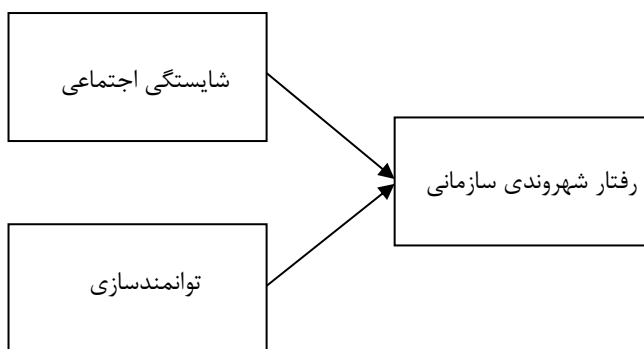 شایستگی اجتماعی
رفتار شهروندی سازمانی
توانمندسازی